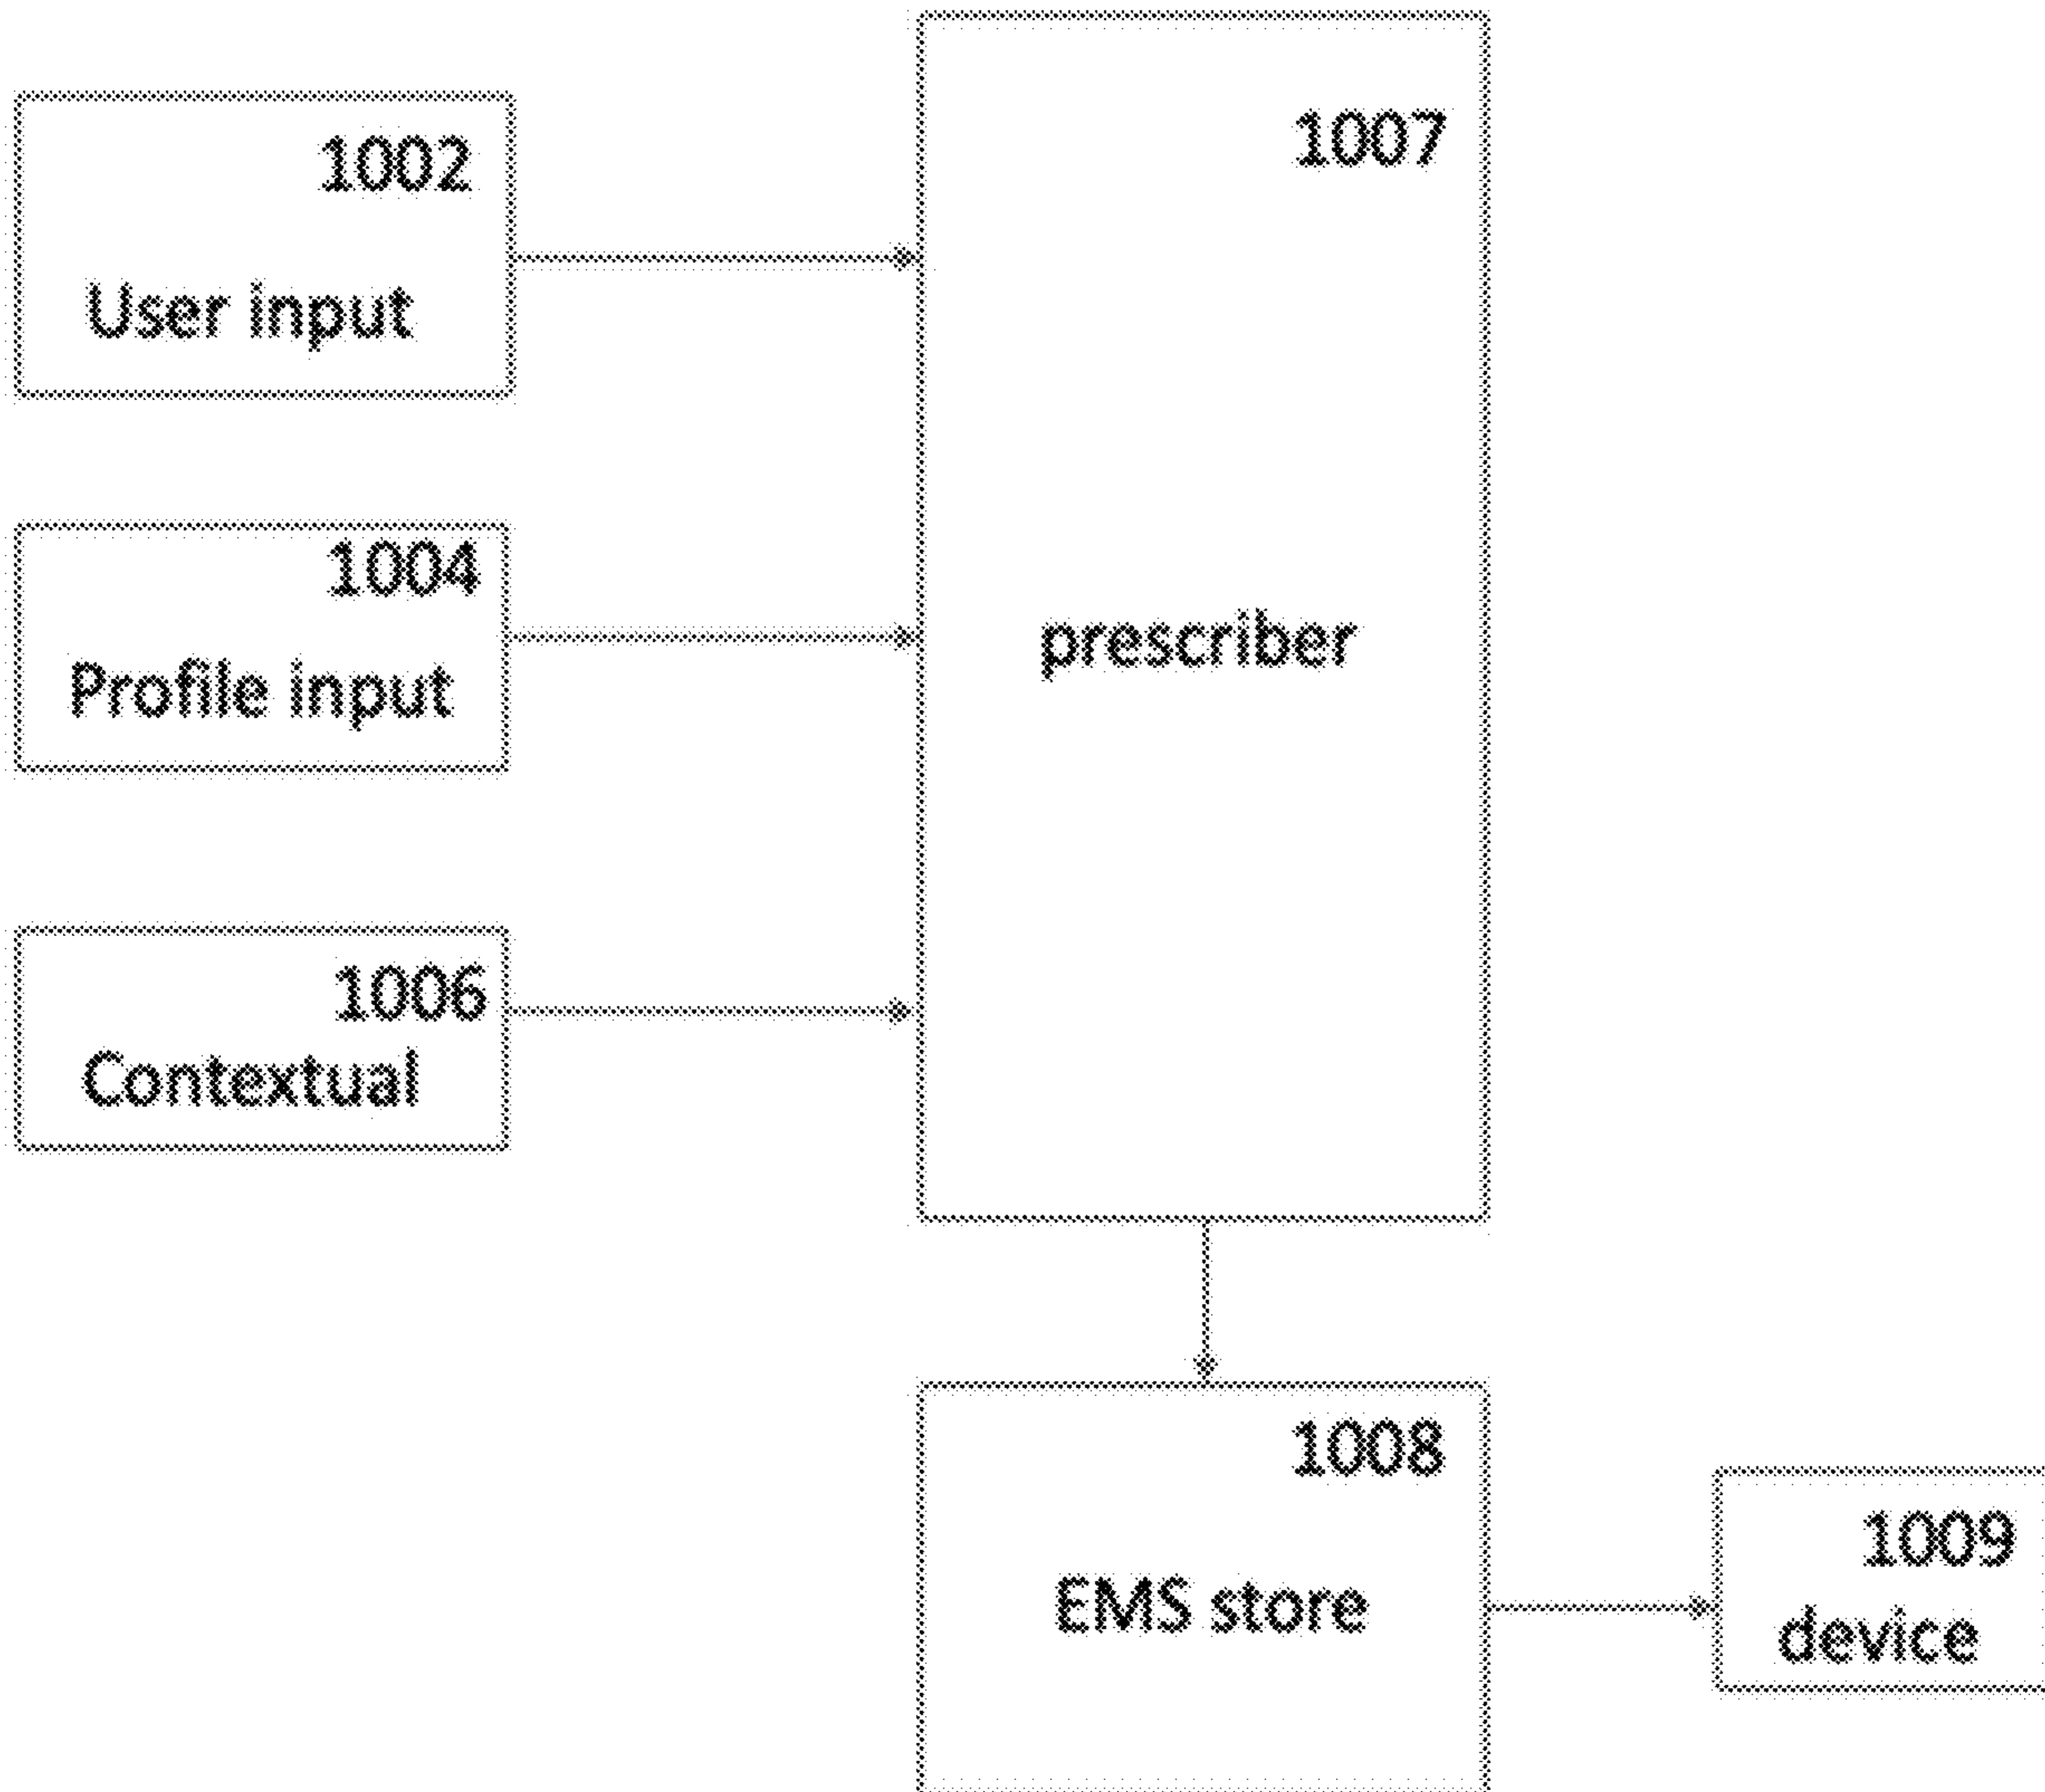 1002
User input
1004
Profile input
1006
Contextual
1007
prescriber
1008
EMS store
1009
device